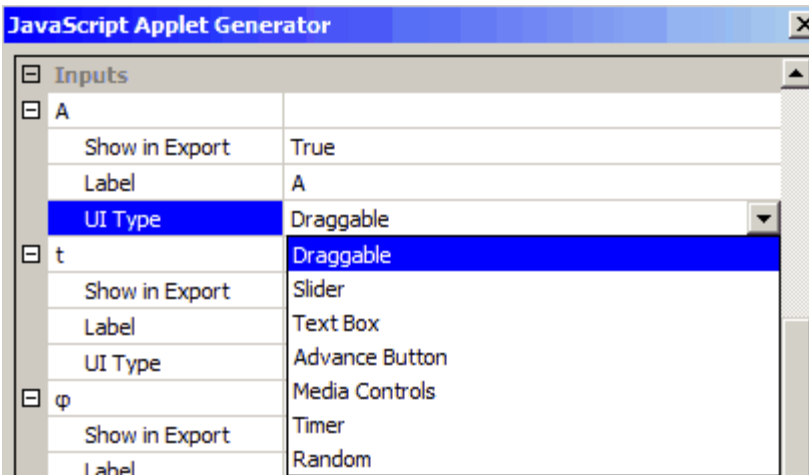 JavaScript Applet Generator
Inputs
A
Show in Export True
Label A
UI Type Draggable
t Draggable
Show in Export Slider
Label Text Box
UI Type Advance Button
φ Media Controls
Show in Export Timer
Label Random